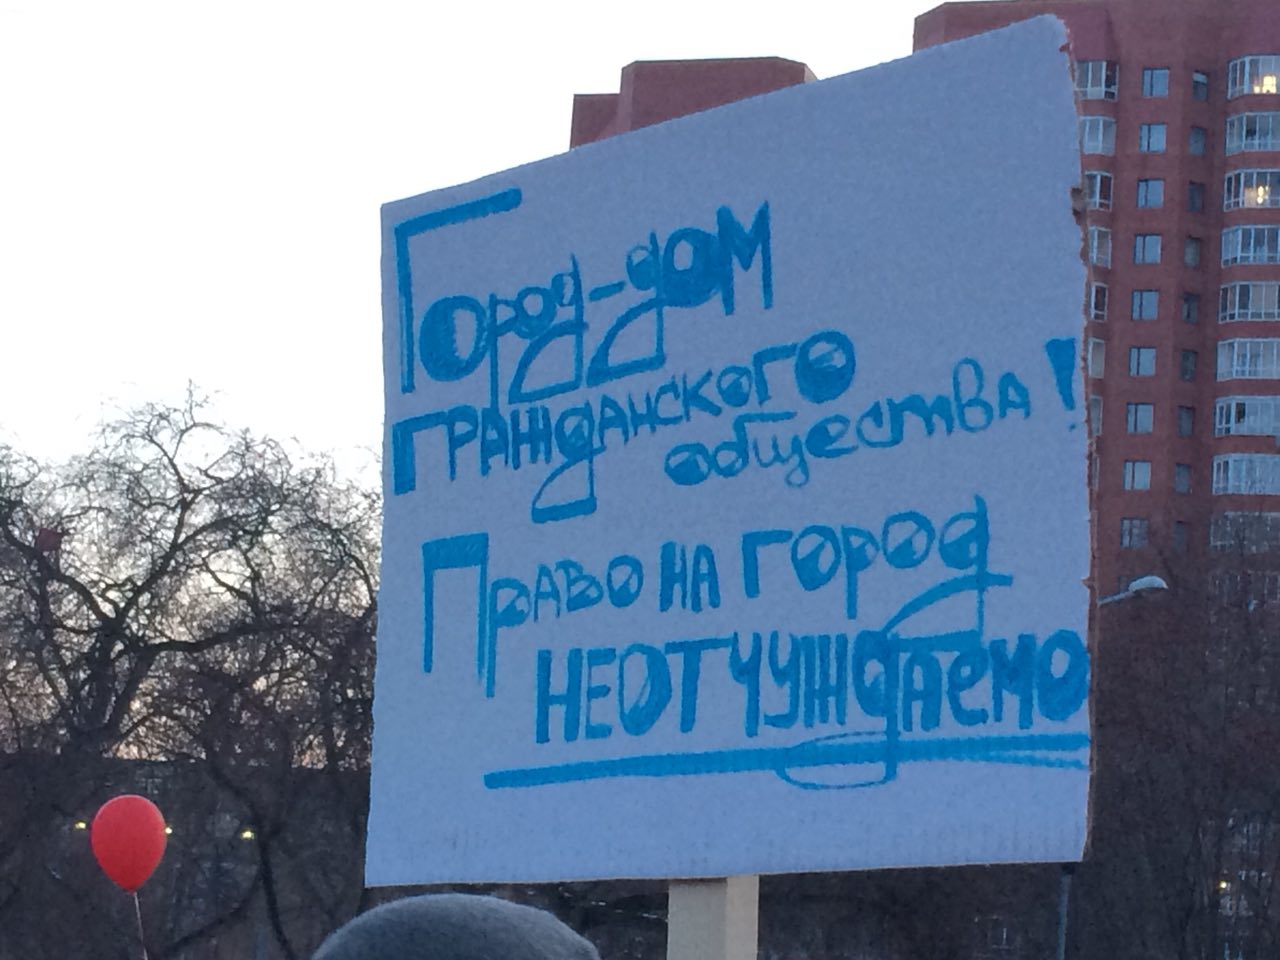 Город-дом
гражданского
общества!
Право на город
неотчуждаемо